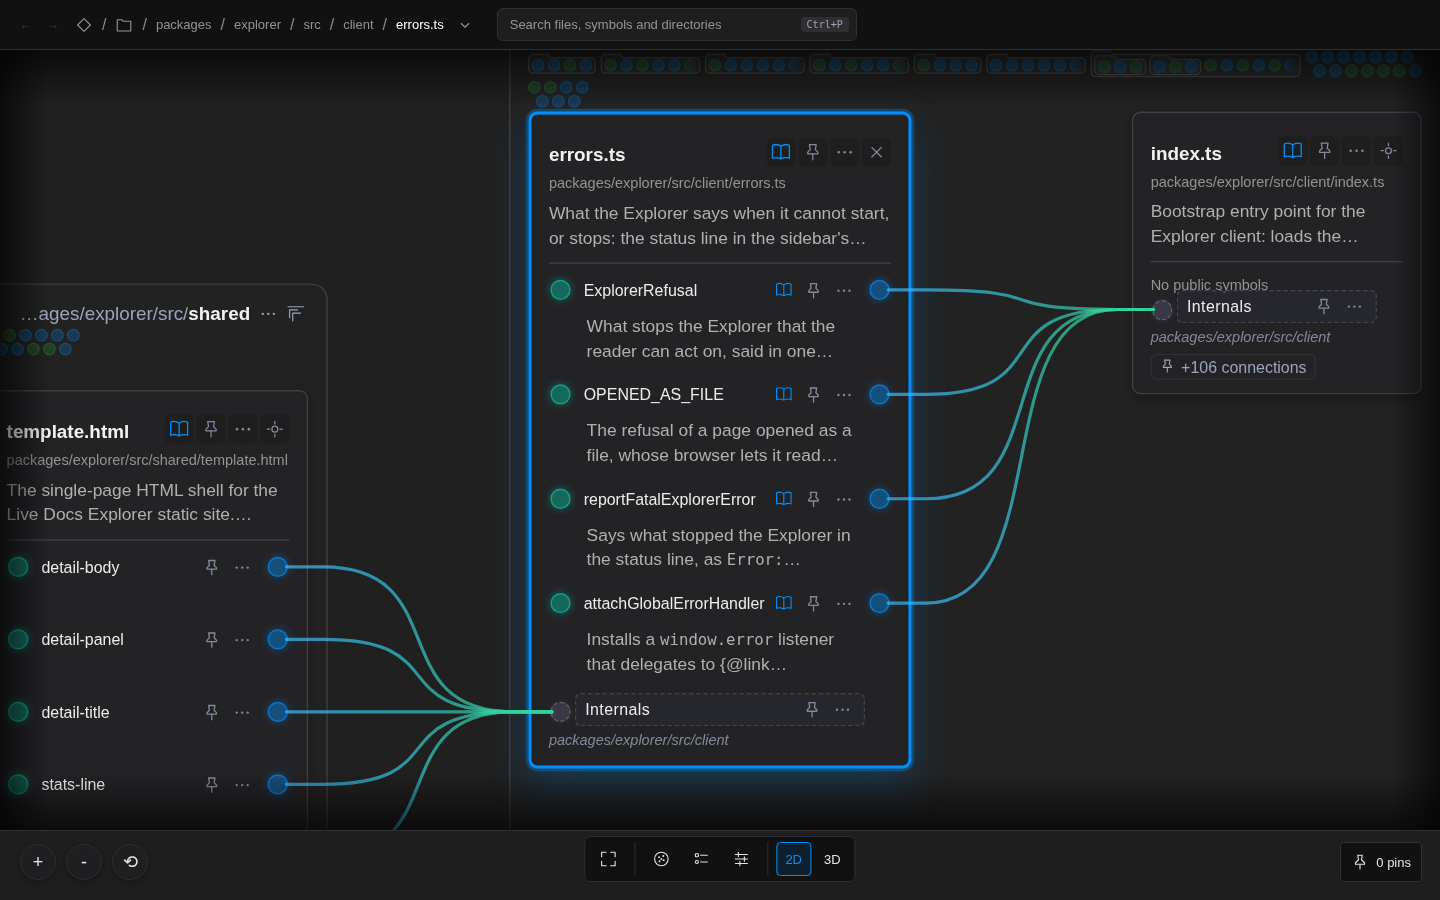 ← → / / packages / explorer / src / client / errors.ts
Search files, symbols and directories Ctrl+P
errors.ts
packages/explorer/src/client/errors.ts
What the Explorer says when it cannot start,
or stops: the status line in the sidebar's…
ExplorerRefusal
What stops the Explorer that the
reader can act on, said in one…
OPENED_AS_FILE
The refusal of a page opened as a
file, whose browser lets it read…
reportFatalExplorerError
Says what stopped the Explorer in
the status line, as Error:…
attachGlobalErrorHandler
Installs a window.error listener
that delegates to {@link…
Internals
packages/explorer/src/client
index.ts
packages/explorer/src/client/index.ts
Bootstrap entry point for the
Explorer client: loads the…
No public symbols
Internals
packages/explorer/src/client
+106 connections
…ages/explorer/src/shared
template.html
packages/explorer/src/shared/template.html
The single-page HTML shell for the
Live Docs Explorer static site.…
detail-body
detail-panel
detail-title
stats-line
+ - ⟲
2D 3D
0 pins